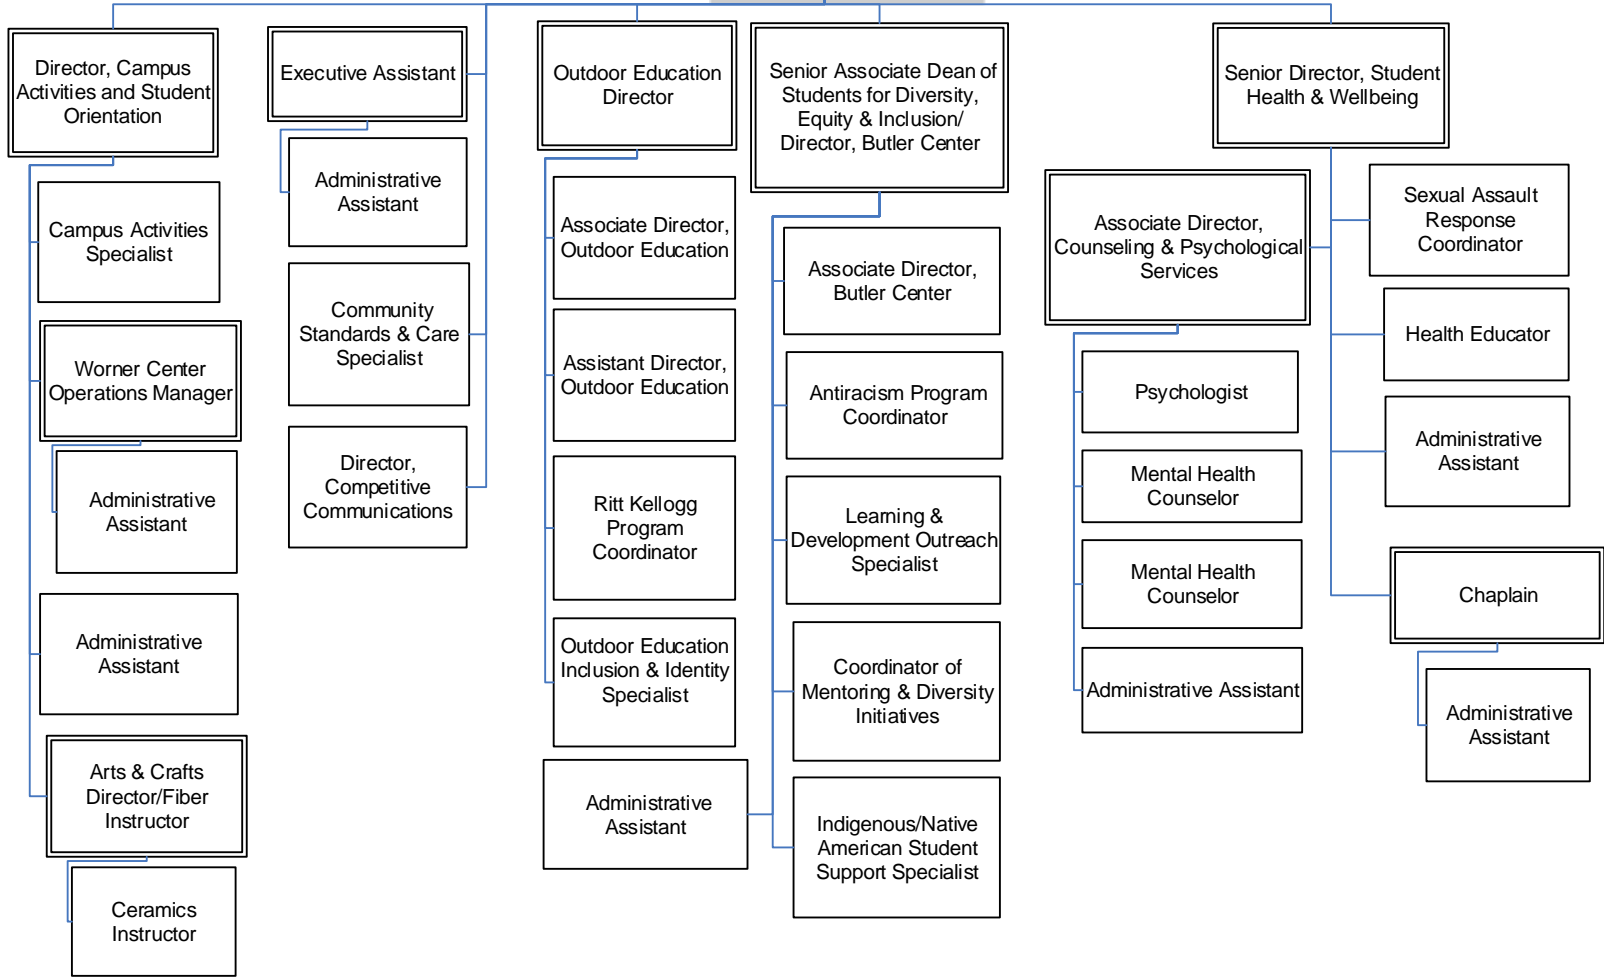 Director, Campus
Activities and Student
Orientation
Campus Activities
Specialist
Worner Center
Operations Manager
Administrative
Assistant
Administrative
Assistant
Arts & Crafts
Director/Fiber
Instructor
Ceramics
Instructor
Executive Assistant
Administrative
Assistant
Community
Standards & Care
Specialist
Director,
Competitive
Communications
Outdoor Education
Director
Associate Director,
Outdoor Education
Assistant Director,
Outdoor Education
Ritt Kellogg
Program
Coordinator
Outdoor Education
Inclusion & Identity
Specialist
Administrative
Assistant
Senior Associate Dean of
Students for Diversity,
Equity & Inclusion/
Director, Butler Center
Associate Director,
Butler Center
Antiracism Program
Coordinator
Learning &
Development Outreach
Specialist
Coordinator of
Mentoring & Diversity
Initiatives
Indigenous/Native
American Student
Support Specialist
Senior Director, Student
Health & Wellbeing
Associate Director,
Counseling & Psychological
Services
Psychologist
Mental Health
Counselor
Mental Health
Counselor
Administrative Assistant
Sexual Assault
Response
Coordinator
Health Educator
Administrative
Assistant
Chaplain
Administrative
Assistant